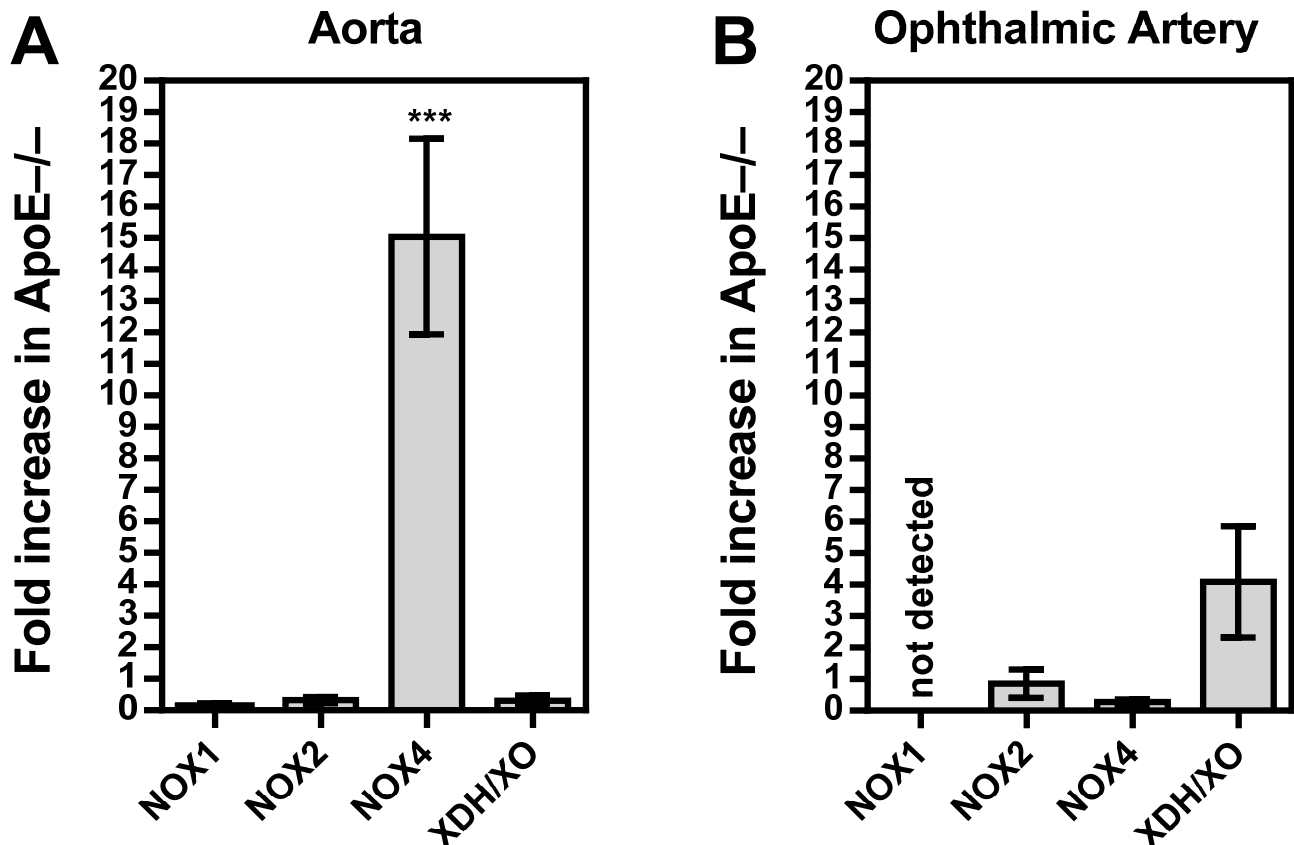 A
Aorta
Fold increase in ApoE–/–
20
19
18
17
16
15
14
13
12
11
10
9
8
7
6
5
4
3
2
1
0
***
NOX1
NOX2
NOX4
XDH/XO
B
Ophthalmic Artery
Fold increase in ApoE–/–
20
19
18
17
16
15
14
13
12
11
10
9
8
7
6
5
4
3
2
1
0
not detected
NOX1
NOX2
NOX4
XDH/XO